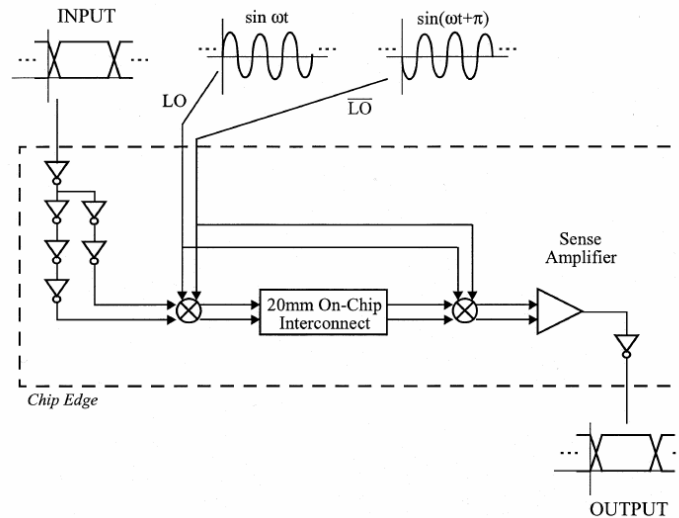 INPUT
sin ωt
sin(ωt+π)
... ...
... ...
... ...
LO
LO
Sense
Amplifier
20mm On-Chip
Interconnect
Chip Edge
... ...
OUTPUT